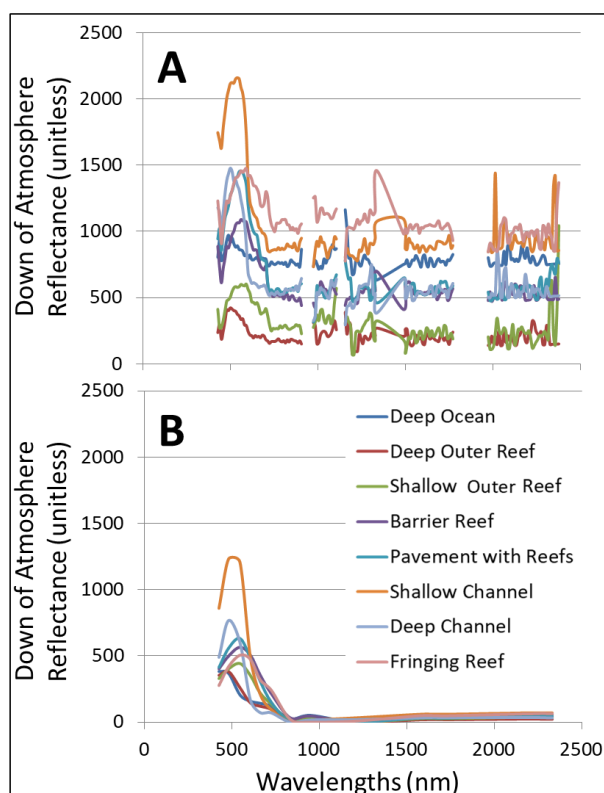 2500
A
2000
1500
1000
500
0
Down of Atmosphere
Reflectance (unitless)
2500
B
2000
1500
1000
500
0
Down of Atmosphere
Reflectance (unitless)
Deep Ocean
Deep Outer Reef
Shallow Outer Reef
Barrier Reef
Pavement with Reefs
Shallow Channel
Deep Channel
Fringing Reef
0 500 1000 1500 2000 2500
Wavelengths (nm)